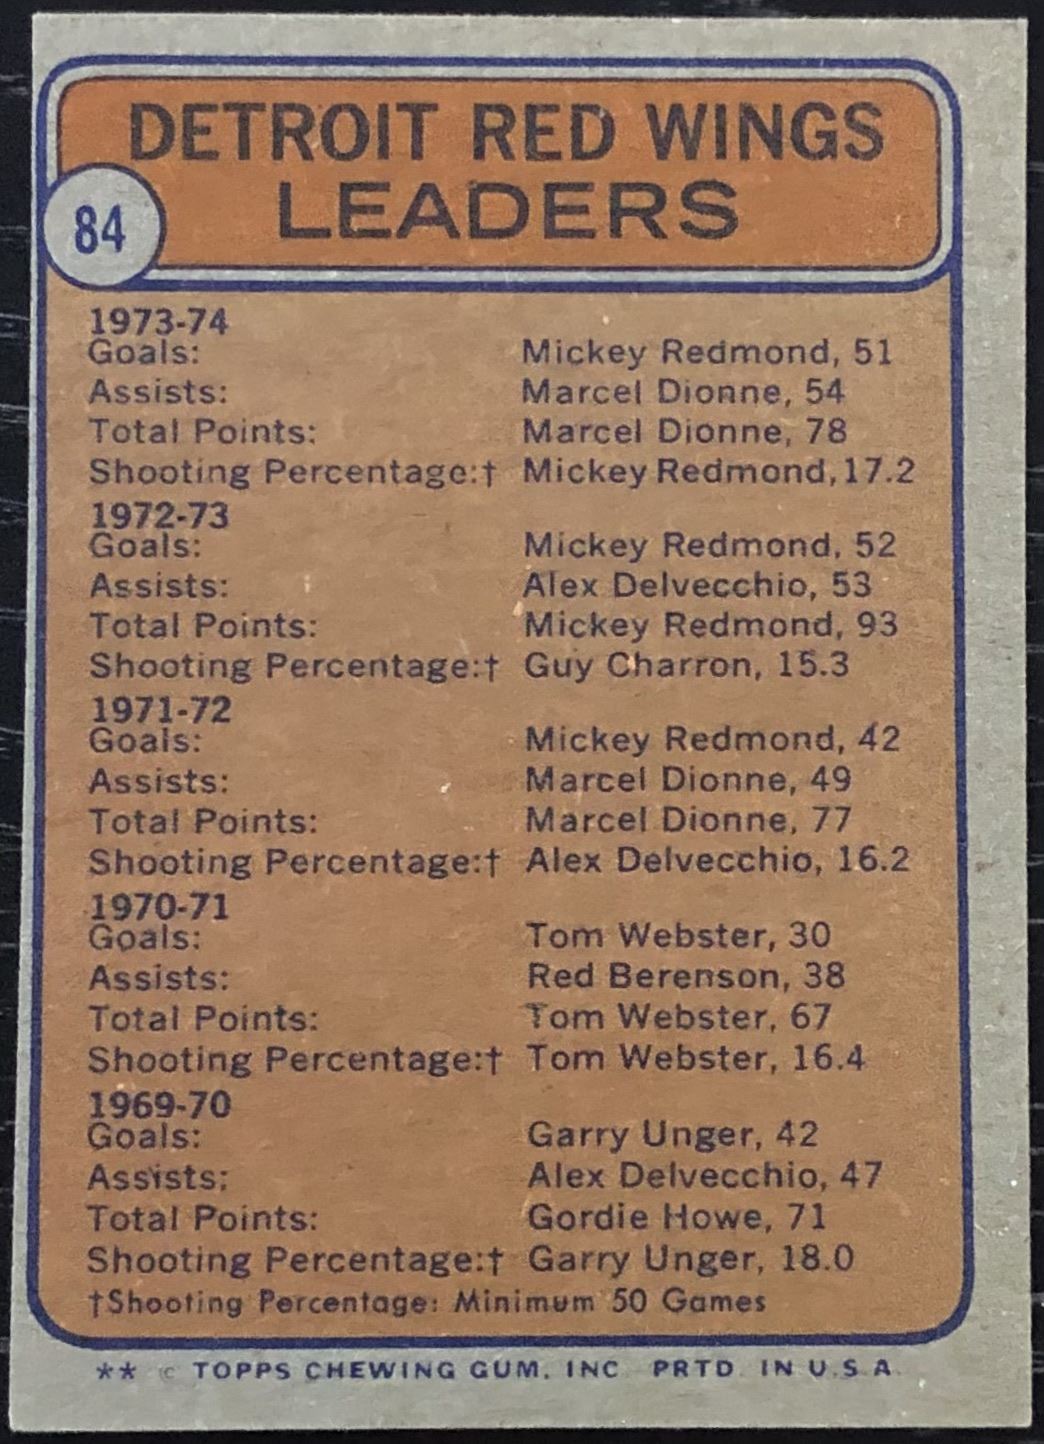 DETROIT RED WINGS
LEADERS
84
1973-74
Goals: Mickey Redmond, 51
Assists: Marcel Dionne, 54
Total Points: Marcel Dionne, 78
Shooting Percentage:† Mickey Redmond, 17.2
1972-73
Goals: Mickey Redmond, 52
Assists: Alex Delvecchio, 53
Total Points: Mickey Redmond, 93
Shooting Percentage:† Guy Charron, 15.3
1971-72
Goals: Mickey Redmond, 42
Assists: Marcel Dionne, 49
Total Points: Marcel Dionne, 77
Shooting Percentage:† Alex Delvecchio, 16.2
1970-71
Goals: Tom Webster, 30
Assists: Red Berenson, 38
Total Points: Tom Webster, 67
Shooting Percentage:† Tom Webster, 16.4
1969-70
Goals: Garry Unger, 42
Assists: Alex Delvecchio, 47
Total Points: Gordie Howe, 71
Shooting Percentage:† Garry Unger, 18.0
†Shooting Percentage: Minimum 50 Games
** © TOPPS CHEWING GUM, INC PRTD. IN U.S.A.